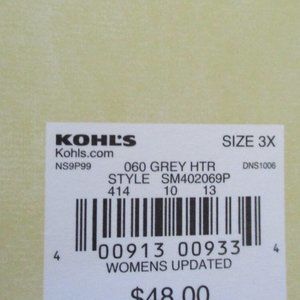 KOHL'S SIZE 3X
Kohls.com
NS9P99 060 GREY HTR DNS1006
STYLE SM402069P
414 10 13
4 00913 00933 4
WOMENS UPDATED
$48.00